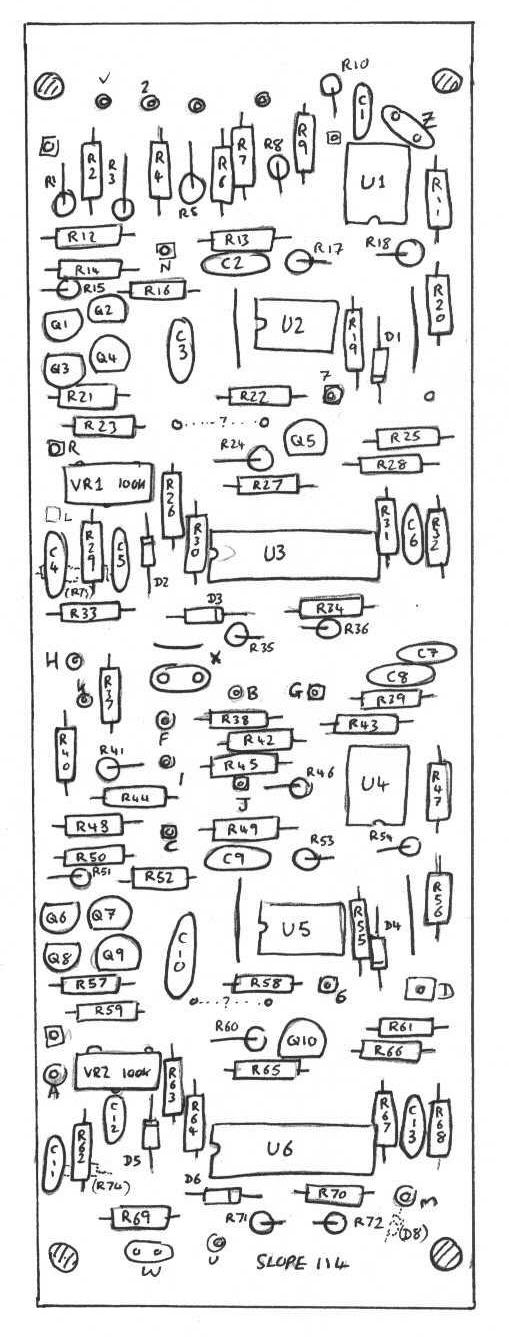 R10
V 2
C1 Z
R1 R2 R3 R4 R5 R6 R7 R8 R9 U1 R11
R12 R13 R17 R18
N C2
R14
R15 R16 R20
Q1 Q2 C3 U2 R19 D1
Q3 Q4
R21 R22 7
R23 ...?... Q5 R25
R R24 R28
VR1 100k R26 R27
L R29 R30 U3 R31 C6 R32
C4 C5 D2
(R73)
R33 D3 R34
R35 R36
H X C7
C8
K R37 B G R39
F R38 R43
R40 R41 I R42
R45 R46 U4 R47
R44 J
R48 C R49 R54
R50 C9 R53
R51 R52 R56
Q6 Q7 C10 U5 R55 D4
Q8 Q9
R57 R58 6 D
R59 ...?... R61
R60 Q10 R66
A VR2 100k R63 R65
C12 R64 R67 C13 R68
C11 R62 D5 U6
(R74) D6 R70 M
R69 R71 R72 (D8)
W U SLOPE 114